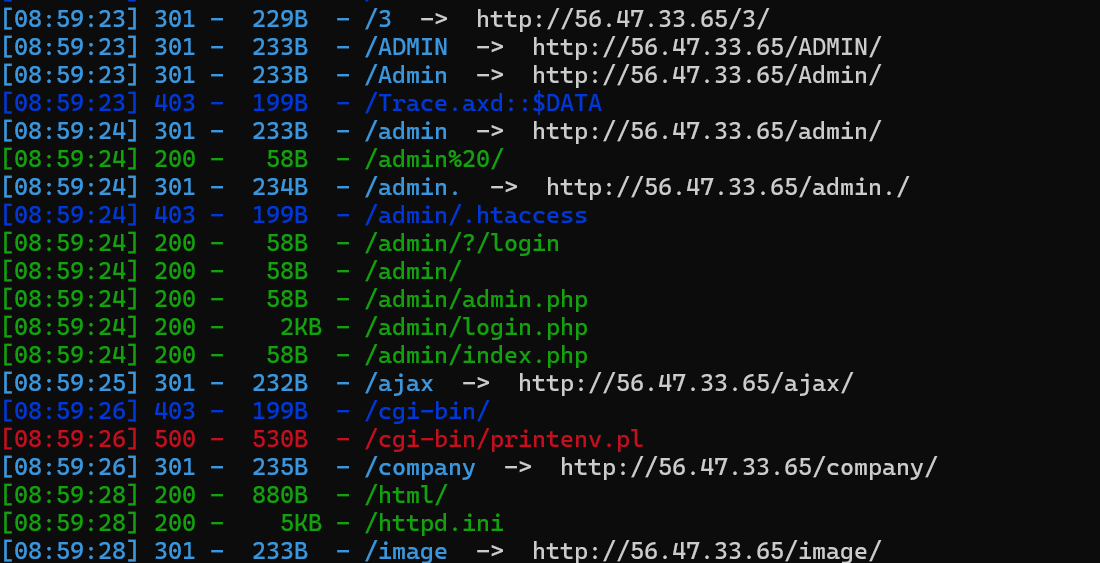 [08:59:23] 301 -  229B  - /3  ->  http://56.47.33.65/3/
[08:59:23] 301 -  233B  - /ADMIN  ->  http://56.47.33.65/ADMIN/
[08:59:23] 301 -  233B  - /Admin  ->  http://56.47.33.65/Admin/
[08:59:23] 403 -  199B  - /Trace.axd::$DATA
[08:59:24] 301 -  233B  - /admin  ->  http://56.47.33.65/admin/
[08:59:24] 200 -   58B  - /admin%20/
[08:59:24] 301 -  234B  - /admin.  ->  http://56.47.33.65/admin./
[08:59:24] 403 -  199B  - /admin/.htaccess
[08:59:24] 200 -   58B  - /admin/?/login
[08:59:24] 200 -   58B  - /admin/
[08:59:24] 200 -   58B  - /admin/admin.php
[08:59:24] 200 -    2KB - /admin/login.php
[08:59:24] 200 -   58B  - /admin/index.php
[08:59:25] 301 -  232B  - /ajax  ->  http://56.47.33.65/ajax/
[08:59:26] 403 -  199B  - /cgi-bin/
[08:59:26] 500 -  530B  - /cgi-bin/printenv.pl
[08:59:26] 301 -  235B  - /company  ->  http://56.47.33.65/company/
[08:59:28] 200 -  880B  - /html/
[08:59:28] 200 -    5KB - /httpd.ini
[08:59:28] 301 -  233B  - /image  ->  http://56.47.33.65/image/